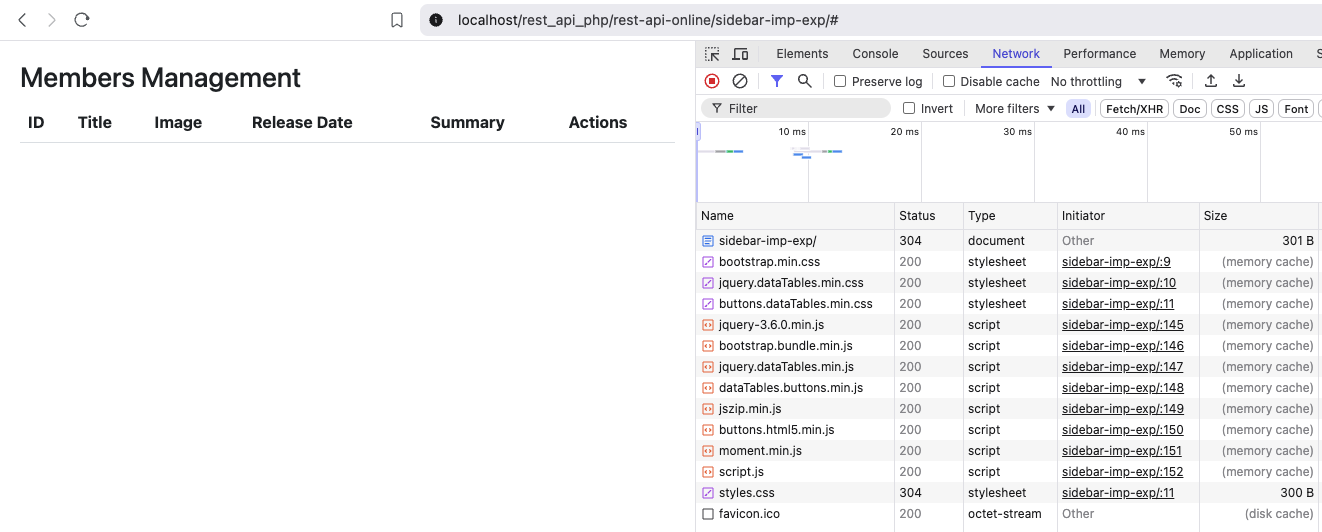 localhost/rest_api_php/rest-api-online/sidebar-imp-exp/#
Members Management
ID Title Image Release Date Summary Actions
Elements Console Sources Network Performance Memory Application
Preserve log Disable cache No throttling
Filter Invert More filters All Fetch/XHR Doc CSS JS Font
10 ms 20 ms 30 ms 40 ms 50 ms
Name Status Type Initiator Size
sidebar-imp-exp/ 304 document Other 301 B
bootstrap.min.css 200 stylesheet sidebar-imp-exp/:9 (memory cache)
jquery.dataTables.min.css 200 stylesheet sidebar-imp-exp/:10 (memory cache)
buttons.dataTables.min.css 200 stylesheet sidebar-imp-exp/:11 (memory cache)
jquery-3.6.0.min.js 200 script sidebar-imp-exp/:145 (memory cache)
bootstrap.bundle.min.js 200 script sidebar-imp-exp/:146 (memory cache)
jquery.dataTables.min.js 200 script sidebar-imp-exp/:147 (memory cache)
dataTables.buttons.min.js 200 script sidebar-imp-exp/:148 (memory cache)
jszip.min.js 200 script sidebar-imp-exp/:149 (memory cache)
buttons.html5.min.js 200 script sidebar-imp-exp/:150 (memory cache)
moment.min.js 200 script sidebar-imp-exp/:151 (memory cache)
script.js 200 script sidebar-imp-exp/:152 (memory cache)
styles.css 304 stylesheet sidebar-imp-exp/:11 300 B
favicon.ico 200 octet-stream Other (disk cache)